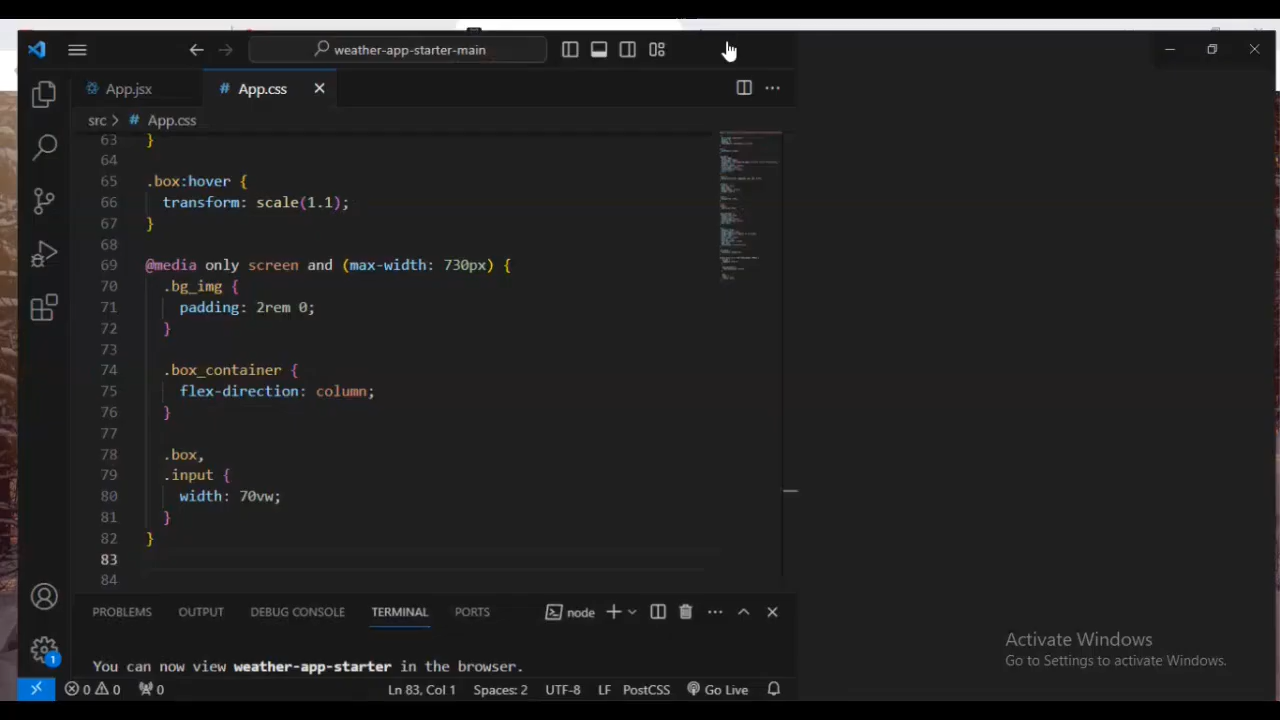 weather-app-starter-main
App.jsx
# App.css
src > # App.css
63 }
64
65 .box:hover {
66 transform: scale(1.1);
67 }
68
69 @media only screen and (max-width: 730px) {
70 .bg_img {
71 padding: 2rem 0;
72 }
73
74 .box_container {
75 flex-direction: column;
76 }
77
78 .box,
79 .input {
80 width: 70vw;
81 }
82 }
83
84
PROBLEMS OUTPUT DEBUG CONSOLE TERMINAL PORTS node
You can now view weather-app-starter in the browser.
1
0 0 0 Ln 83, Col 1 Spaces: 2 UTF-8 LF PostCSS Go Live
Activate Windows
Go to Settings to activate Windows.